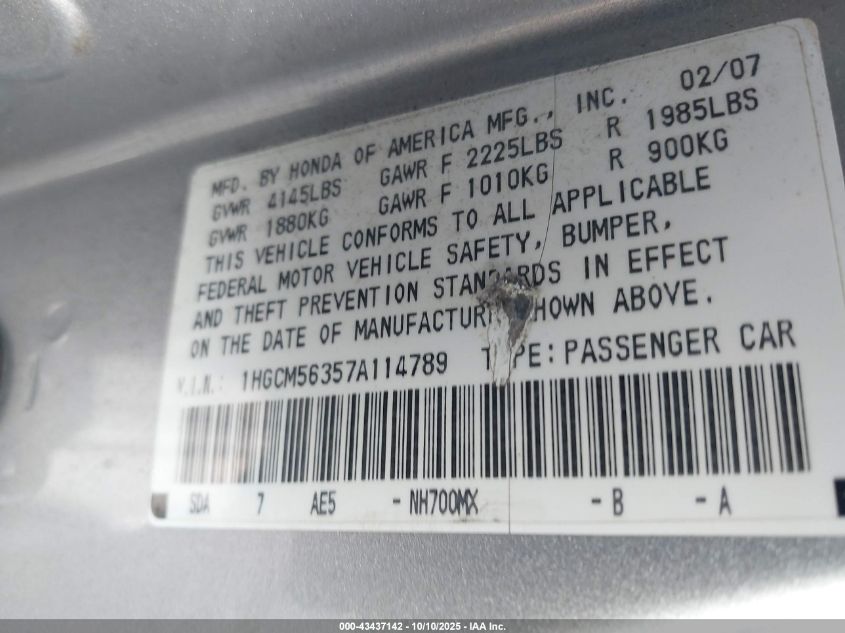 MFD. BY HONDA OF AMERICA MFG., INC. 02/07
GVWR 4145LBS GAWR F 2225LBS R 1985LBS
GVWR 1880KG GAWR F 1010KG R 900KG
THIS VEHICLE CONFORMS TO ALL APPLICABLE
FEDERAL MOTOR VEHICLE SAFETY, BUMPER,
AND THEFT PREVENTION STANDARDS IN EFFECT
ON THE DATE OF MANUFACTURE SHOWN ABOVE.
V.I.N.: 1HGCM56357A114789 TYPE: PASSENGER CAR
SDA 7 AE5 -NH700MX -B -A
000-43437142 - 10/10/2025 - IAA Inc.